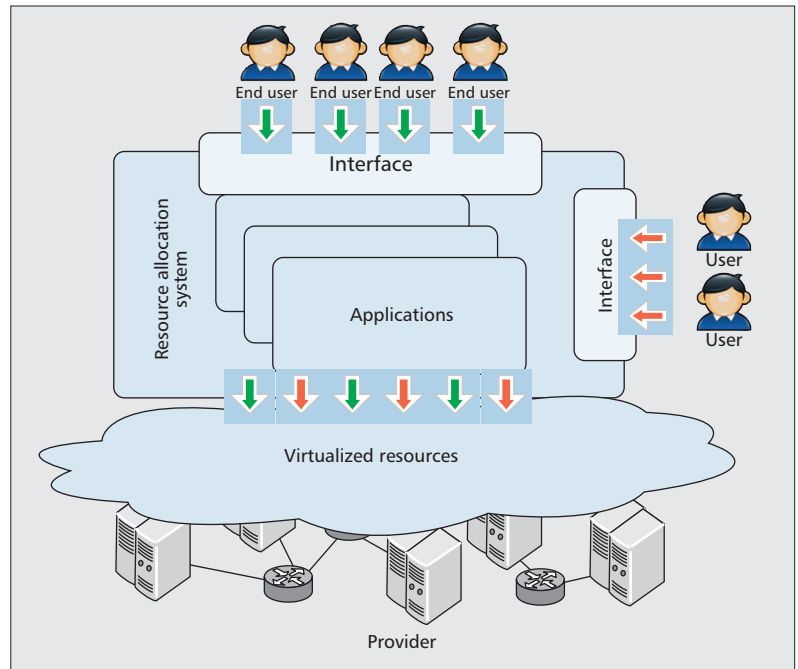 End user End user End user End user
Interface
Resource allocation
system
Applications
Interface
User
User
Virtualized resources
Provider